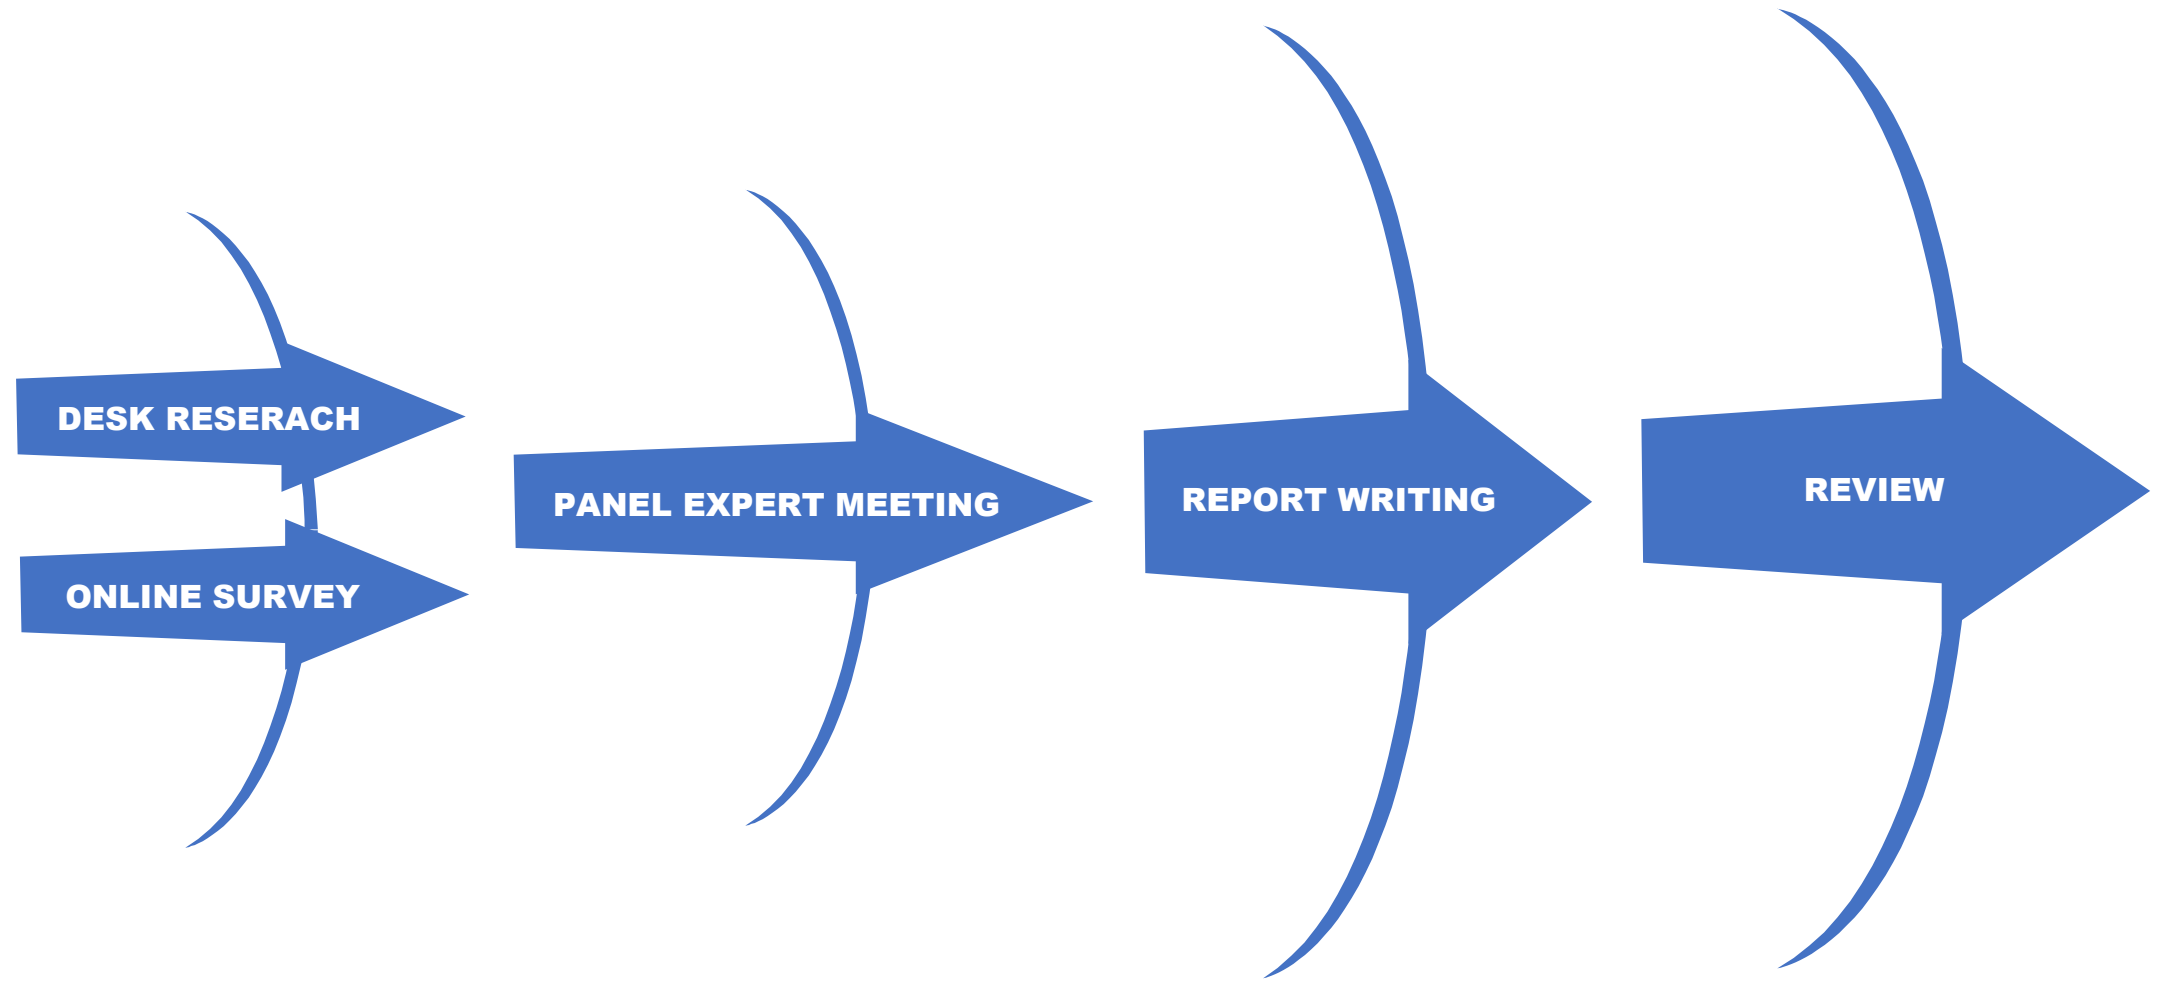 DESK RESERACH
ONLINE SURVEY
PANEL EXPERT MEETING
REPORT WRITING
REVIEW